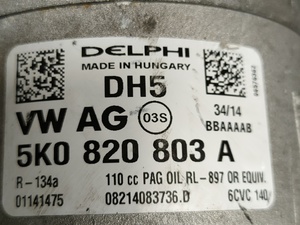 DELPHI
MADE IN HUNGARY
DH5
34/14
VW AG 03S BBAAAAB
5K0 820 803 A
R-134a 110 cc PAG OIL RL-897 OR EQUIV.
01141475 08214083736.D 6CVC 140